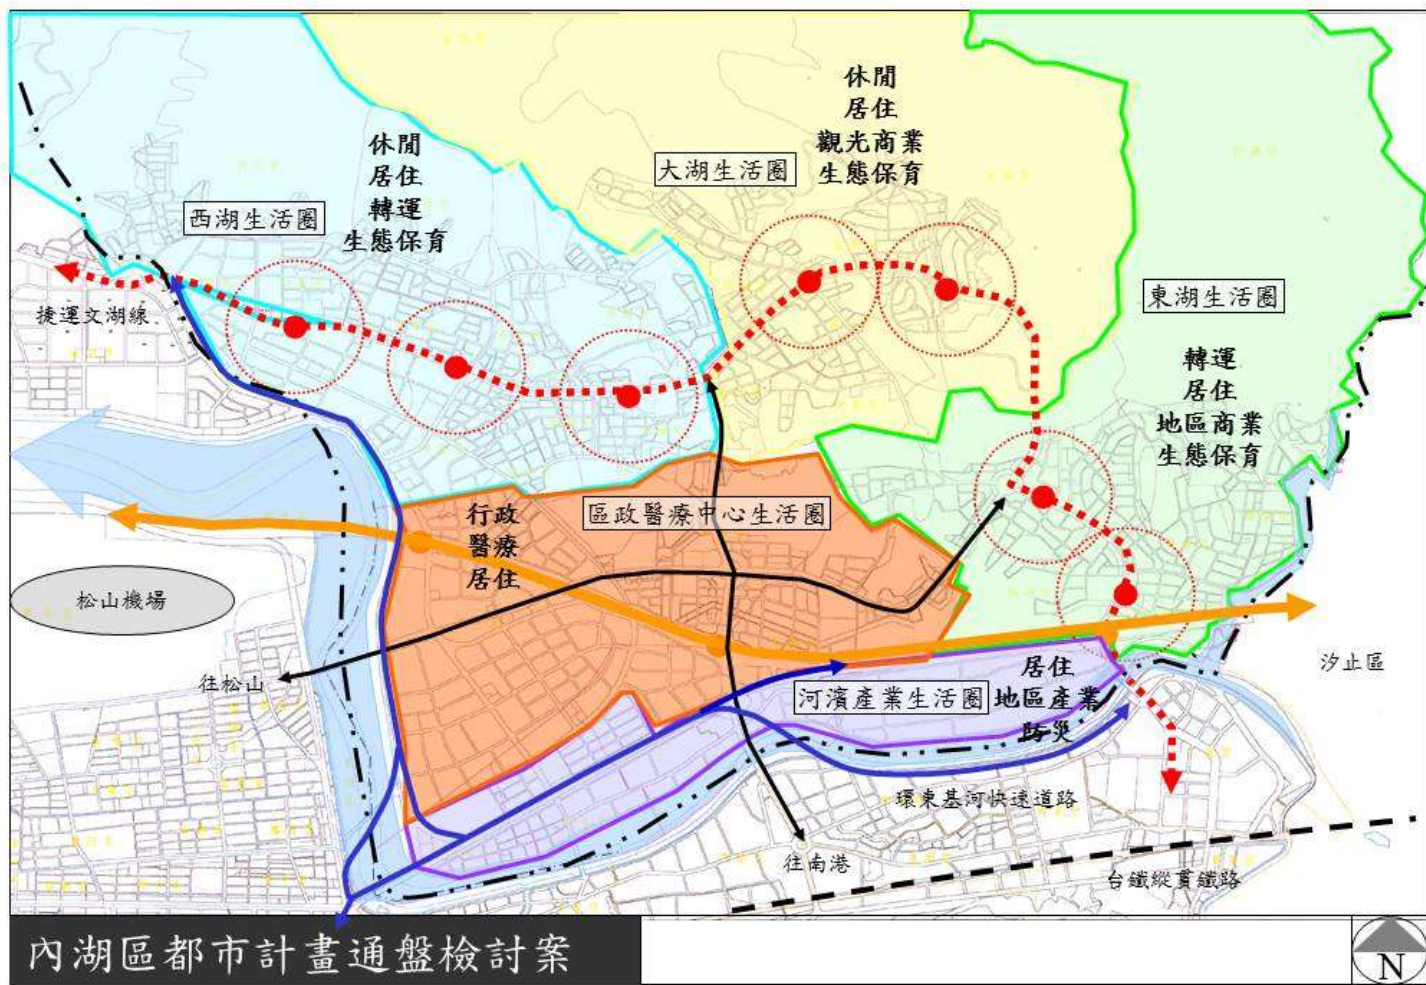 休閒
居住
觀光商業
生態保育
大湖生活圈
休閒
居住
轉運
生態保育
西湖生活圈
東湖生活圈
捷運文湖線
轉運
居住
地區商業
生態保育
行政
醫療
居住
區政醫療中心生活圈
松山機場
往松山
汐止區
居住
地區產業
防災
河濱產業生活圈
環東基河快速道路
往南港
台鐵縱貫鐵路
內湖區都市計畫通盤檢討案
N